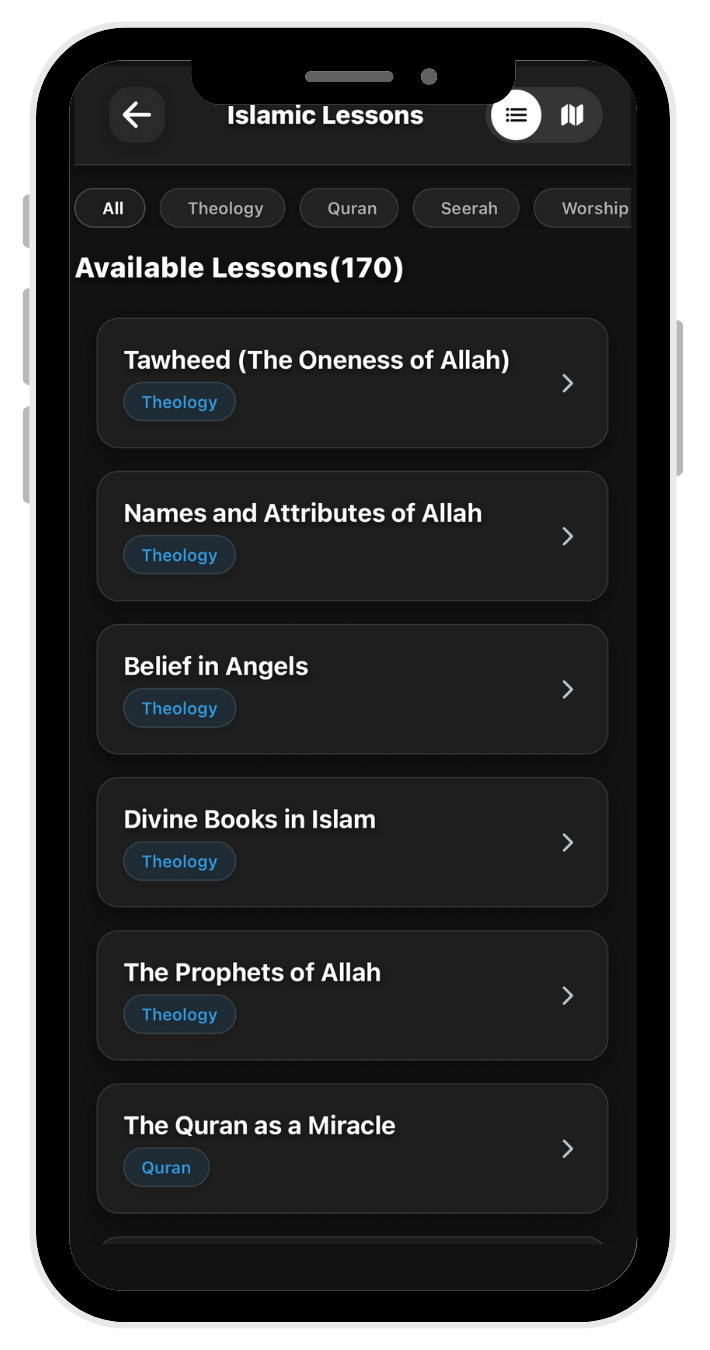 Islamic Lessons
All Theology Quran Seerah Worship
Available Lessons(170)
Tawheed (The Oneness of Allah)
Theology
Names and Attributes of Allah
Theology
Belief in Angels
Theology
Divine Books in Islam
Theology
The Prophets of Allah
Theology
The Quran as a Miracle
Quran